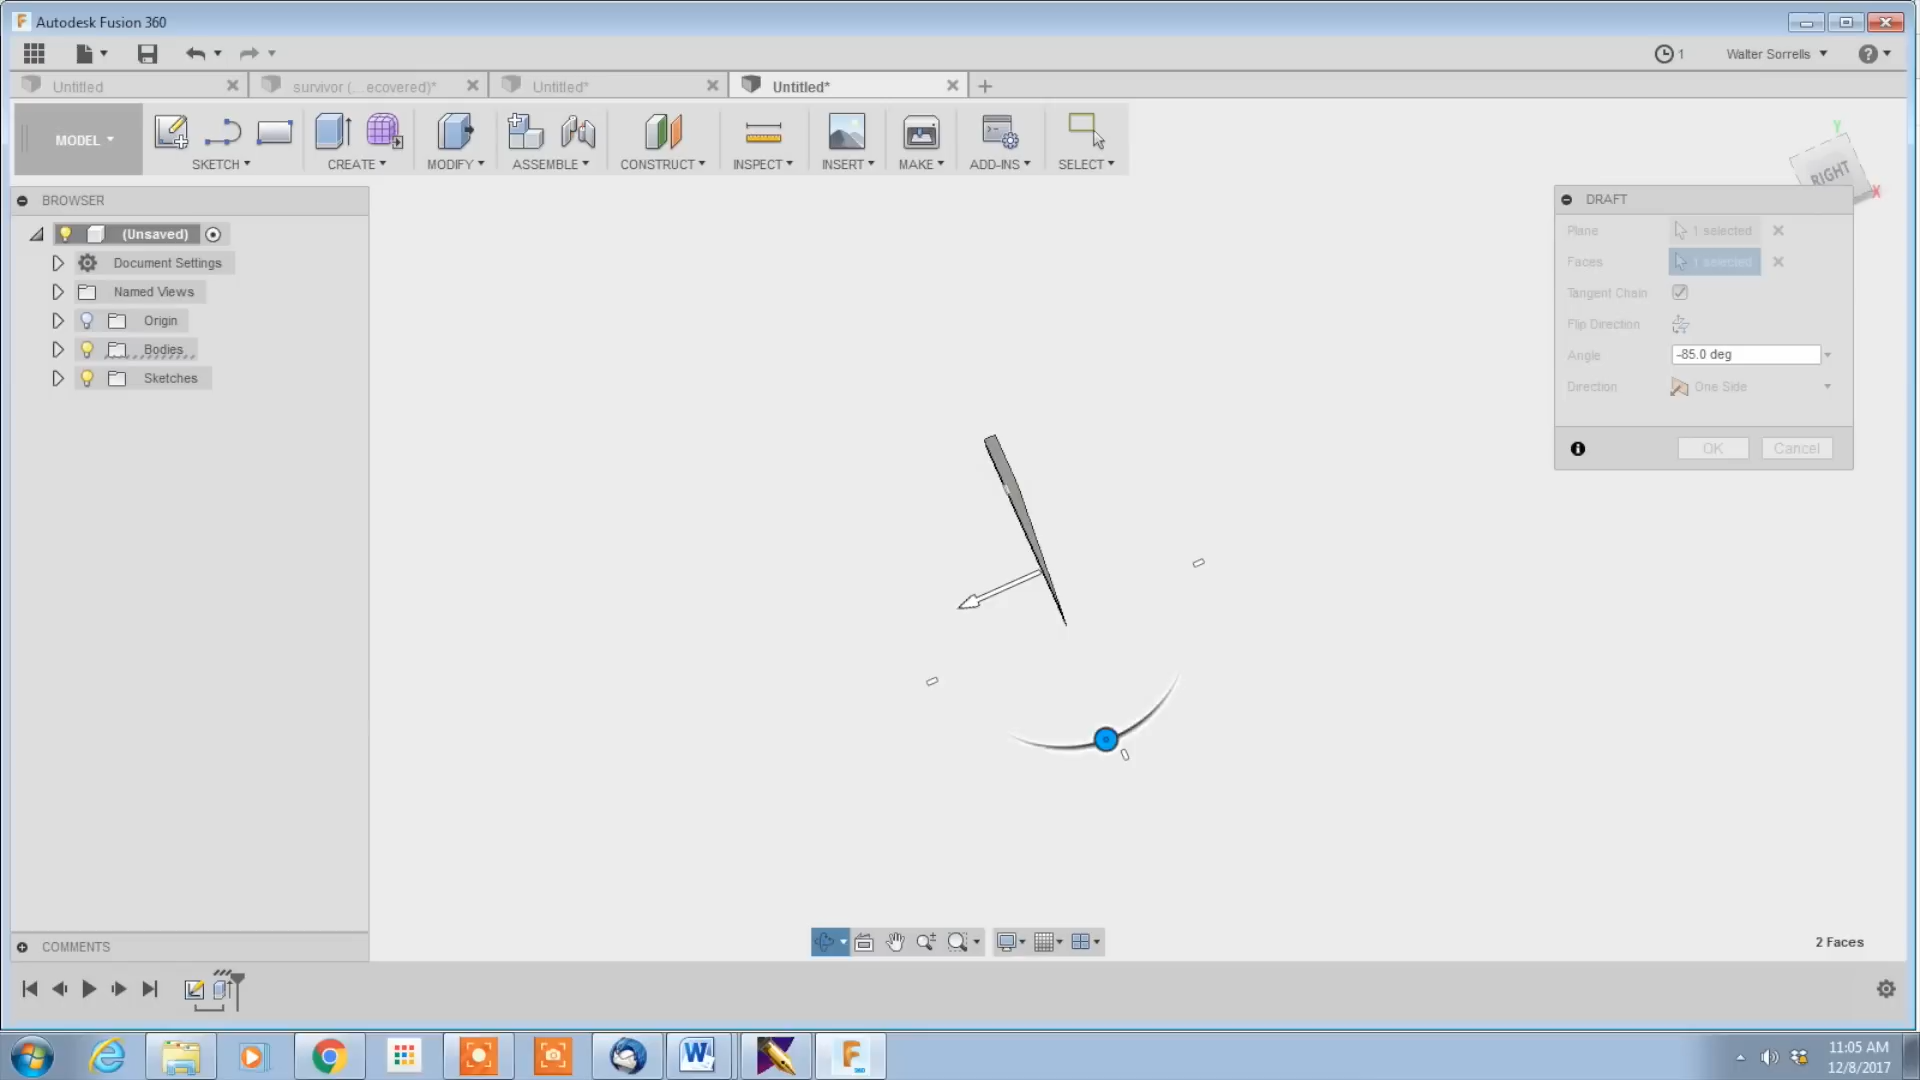 Autodesk Fusion 360
1
Walter Sorrells
Untitled
survivor (... ecovered)*
Untitled*
Untitled*
MODEL
SKETCH
CREATE
MODIFY
ASSEMBLE
CONSTRUCT
INSPECT
INSERT
MAKE
ADD-INS
SELECT
Y
RIGHT
X
BROWSER
(Unsaved)
Document Settings
Named Views
Origin
Bodies
Sketches
DRAFT
Plane
1 selected
Faces
1 selected
Tangent Chain
Flip Direction
Angle
-85.0 deg
Direction
One Side
OK
Cancel
COMMENTS
2 Faces
11:05 AM
12/8/2017